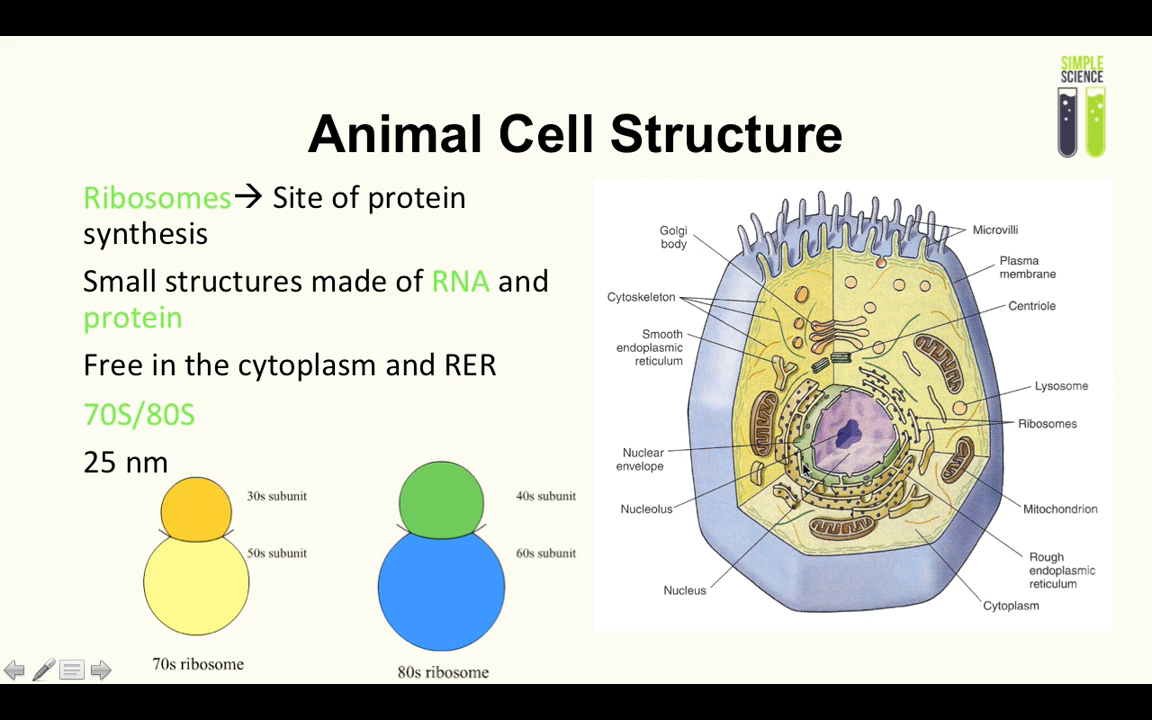 SIMPLE
SCIENCE
Animal Cell Structure
Ribosomes→ Site of protein
synthesis
Small structures made of RNA and
protein
Free in the cytoplasm and RER
70S/80S
25 nm
30s subunit
50s subunit
70s ribosome
40s subunit
60s subunit
80s ribosome
Golgi
body
Cytoskeleton
Smooth
endoplasmic
reticulum
Nuclear
envelope
Nucleolus
Nucleus
Microvilli
Plasma
membrane
Centriole
Lysosome
Ribosomes
Mitochondrion
Rough
endoplasmic
reticulum
Cytoplasm